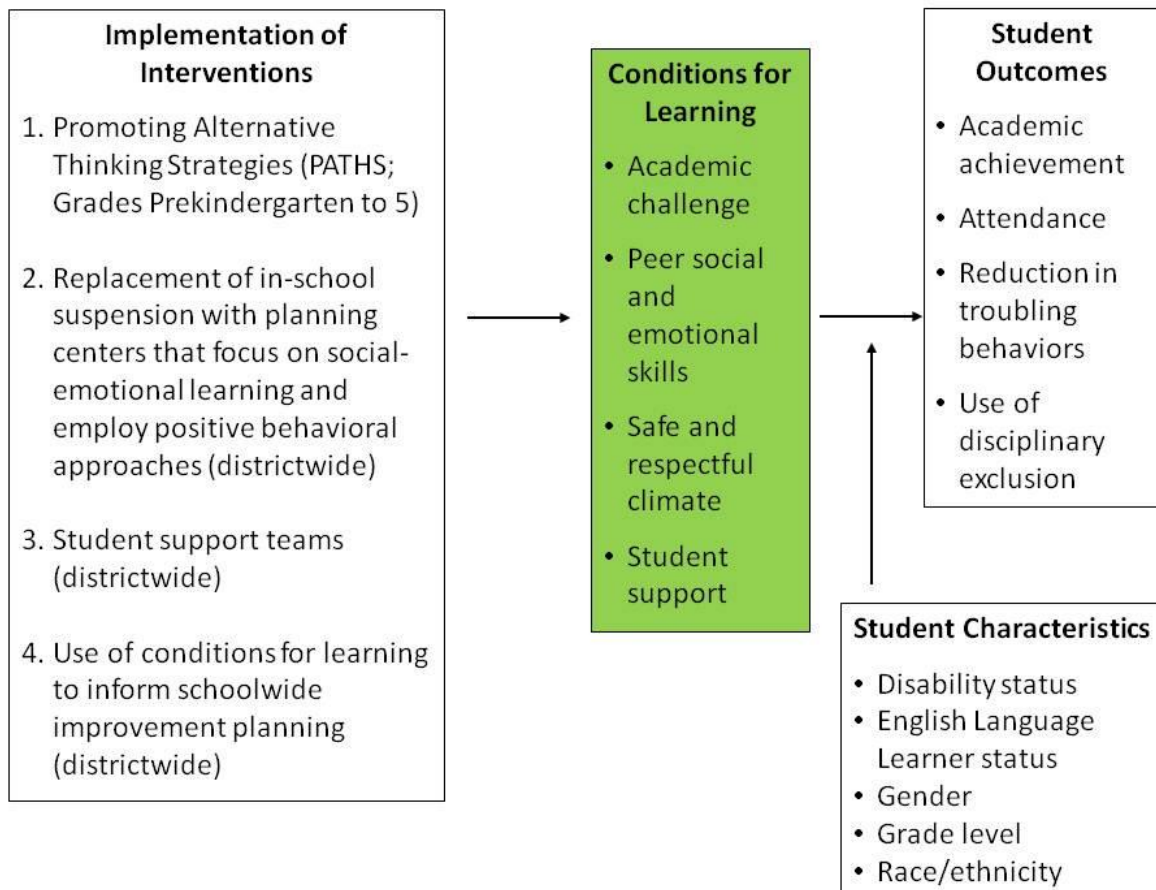 Implementation of
Interventions
1. Promoting Alternative
Thinking Strategies (PATHS;
Grades Prekindergarten to 5)
2. Replacement of in-school
suspension with planning
centers that focus on social-
emotional learning and
employ positive behavioral
approaches (districtwide)
3. Student support teams
(districtwide)
4. Use of conditions for learning
to inform schoolwide
improvement planning
(districtwide)
Conditions for
Learning
• Academic
challenge
• Peer social
and
emotional
skills
• Safe and
respectful
climate
• Student
support
Student
Outcomes
• Academic
achievement
• Attendance
• Reduction in
troubling
behaviors
• Use of
disciplinary
exclusion
Student Characteristics
• Disability status
• English Language
Learner status
• Gender
• Grade level
• Race/ethnicity